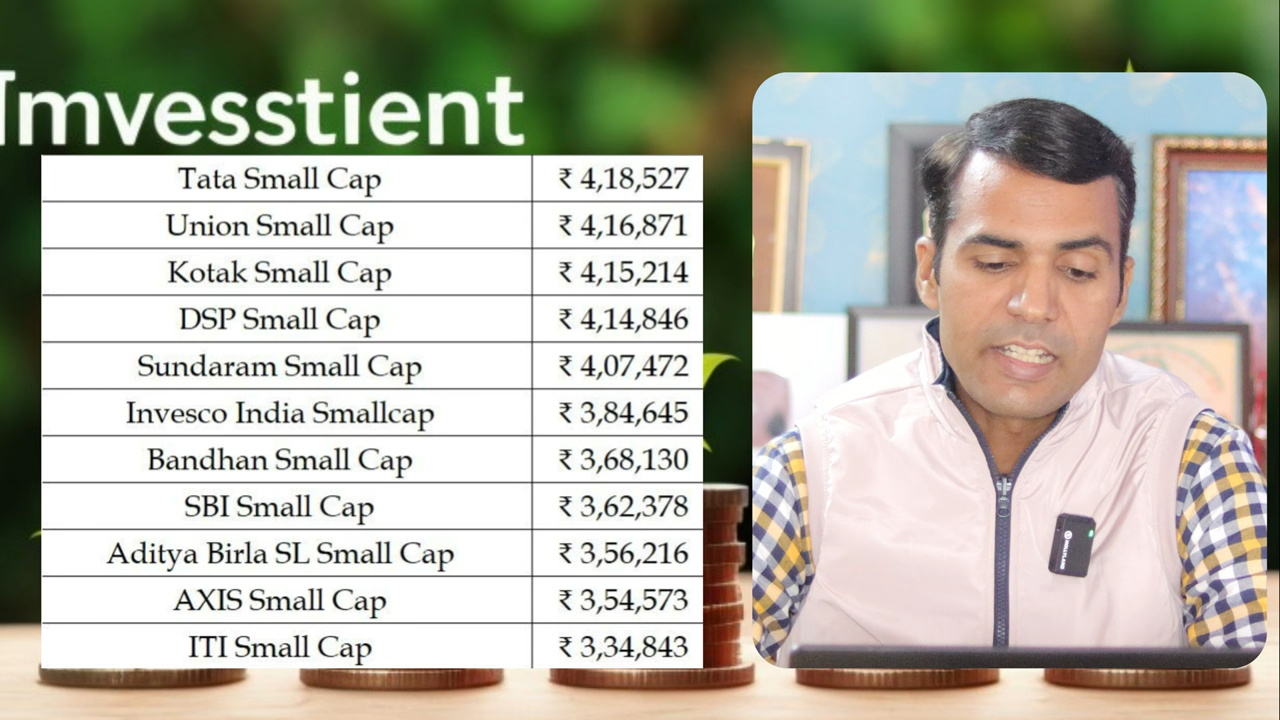 Imvesstient
Tata Small Cap ₹ 4,18,527
Union Small Cap ₹ 4,16,871
Kotak Small Cap ₹ 4,15,214
DSP Small Cap ₹ 4,14,846
Sundaram Small Cap ₹ 4,07,472
Invesco India Smallcap ₹ 3,84,645
Bandhan Small Cap ₹ 3,68,130
SBI Small Cap ₹ 3,62,378
Aditya Birla SL Small Cap ₹ 3,56,216
AXIS Small Cap ₹ 3,54,573
ITI Small Cap ₹ 3,34,843